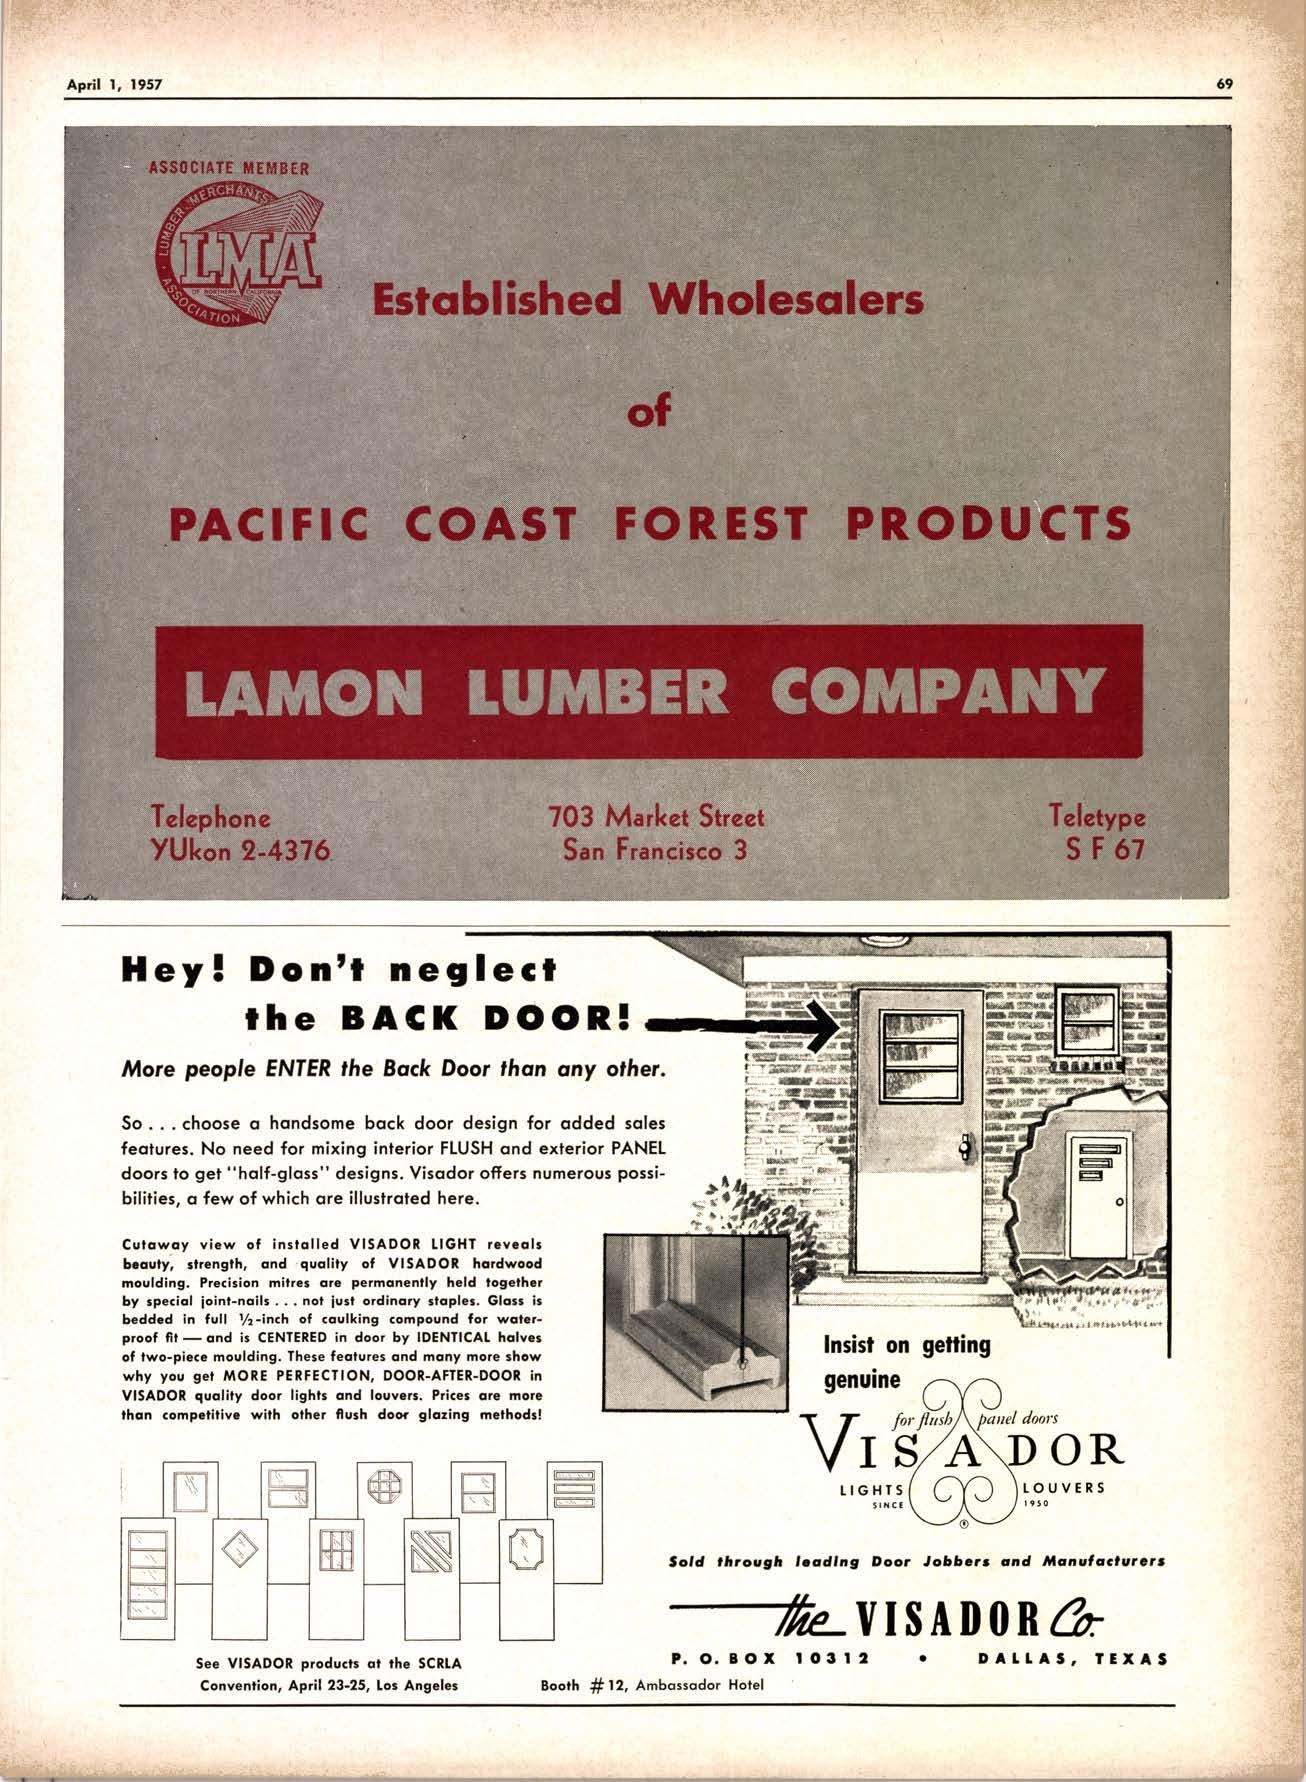 April 1, 1957
69
ASSOCIATE MEMBER
LUMBER MERCHANTS
LMA
OF NORTHERN CALIFORNIA
ASSOCIATION
Established Wholesalers
of
PACIFIC COAST FOREST PRODUCTS
LAMON LUMBER COMPANY
Telephone
YUkon 2-4376
703 Market Street
San Francisco 3
Teletype
S F 67
Hey! Don't neglect
the BACK DOOR!
More people ENTER the Back Door than any other.
So . . . choose a handsome back door design for added sales
features. No need for mixing interior FLUSH and exterior PANEL
doors to get "half-glass" designs. Visador offers numerous possi-
bilities, a few of which are illustrated here.
Cutaway view of installed VISADOR LIGHT reveals
beauty, strength, and quality of VISADOR hardwood
moulding. Precision mitres are permanently held together
by special joint-nails . . . not just ordinary staples. Glass is
bedded in full ½-inch of caulking compound for water-
proof fit — and is CENTERED in door by IDENTICAL halves
of two-piece moulding. These features and many more show
why you get MORE PERFECTION, DOOR-AFTER-DOOR in
VISADOR quality door lights and louvers. Prices are more
than competitive with other flush door glazing methods!
Insist on getting
genuine
for flush panel doors
VISADOR
LIGHTS LOUVERS
SINCE 1950
®
Sold through leading Door Jobbers and Manufacturers
the VISADOR Co.
P. O. BOX 10312 • DALLAS, TEXAS
See VISADOR products at the SCRLA
Convention, April 23-25, Los Angeles Booth #12, Ambassador Hotel